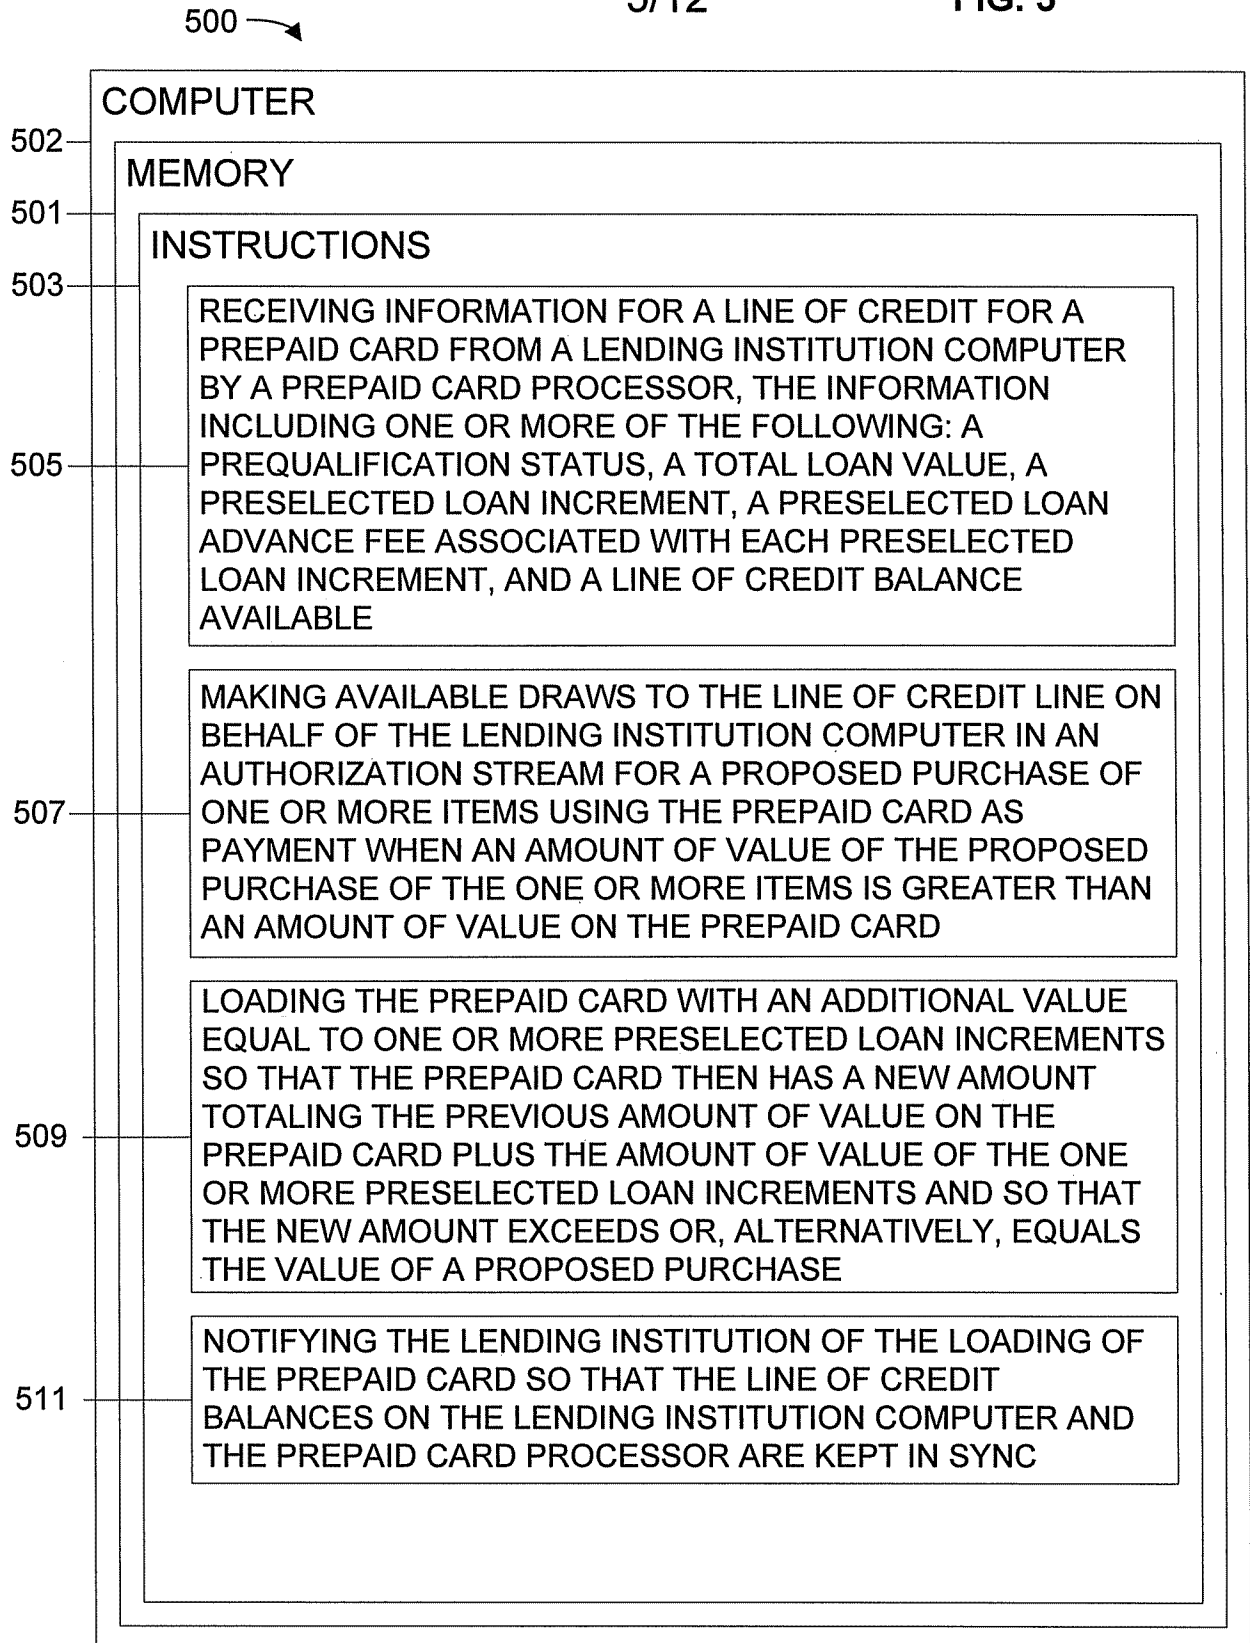 5/12
FIG. 5
500
COMPUTER
502
MEMORY
501
INSTRUCTIONS
503
RECEIVING INFORMATION FOR A LINE OF CREDIT FOR A
PREPAID CARD FROM A LENDING INSTITUTION COMPUTER
BY A PREPAID CARD PROCESSOR, THE INFORMATION
INCLUDING ONE OR MORE OF THE FOLLOWING: A
505
PREQUALIFICATION STATUS, A TOTAL LOAN VALUE, A
PRESELECTED LOAN INCREMENT, A PRESELECTED LOAN
ADVANCE FEE ASSOCIATED WITH EACH PRESELECTED
LOAN INCREMENT, AND A LINE OF CREDIT BALANCE
AVAILABLE
MAKING AVAILABLE DRAWS TO THE LINE OF CREDIT LINE ON
BEHALF OF THE LENDING INSTITUTION COMPUTER IN AN
AUTHORIZATION STREAM FOR A PROPOSED PURCHASE OF
507
ONE OR MORE ITEMS USING THE PREPAID CARD AS
PAYMENT WHEN AN AMOUNT OF VALUE OF THE PROPOSED
PURCHASE OF THE ONE OR MORE ITEMS IS GREATER THAN
AN AMOUNT OF VALUE ON THE PREPAID CARD
LOADING THE PREPAID CARD WITH AN ADDITIONAL VALUE
EQUAL TO ONE OR MORE PRESELECTED LOAN INCREMENTS
SO THAT THE PREPAID CARD THEN HAS A NEW AMOUNT
TOTALING THE PREVIOUS AMOUNT OF VALUE ON THE
509
PREPAID CARD PLUS THE AMOUNT OF VALUE OF THE ONE
OR MORE PRESELECTED LOAN INCREMENTS AND SO THAT
THE NEW AMOUNT EXCEEDS OR, ALTERNATIVELY, EQUALS
THE VALUE OF A PROPOSED PURCHASE
NOTIFYING THE LENDING INSTITUTION OF THE LOADING OF
THE PREPAID CARD SO THAT THE LINE OF CREDIT
511
BALANCES ON THE LENDING INSTITUTION COMPUTER AND
THE PREPAID CARD PROCESSOR ARE KEPT IN SYNC